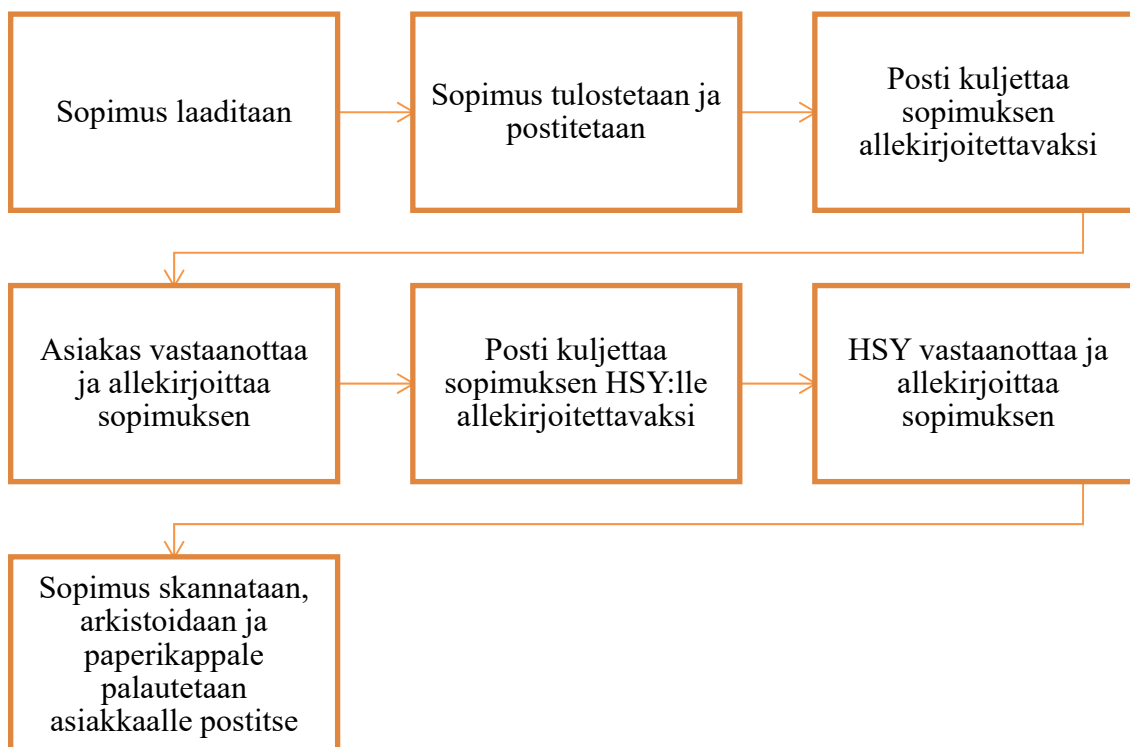 Sopimus laaditaan
Sopimus tulostetaan ja
postitetaan
Posti kuljettaa
sopimuksen
allekirjoitettavaksi
Asiakas vastaanottaa
ja allekirjoittaa
sopimuksen
Posti kuljettaa
sopimuksen HSY:lle
allekirjoitettavaksi
HSY vastaanottaa ja
allekirjoittaa
sopimuksen
Sopimus skannataan,
arkistoidaan ja
paperikappale
palautetaan
asiakkaalle postitse